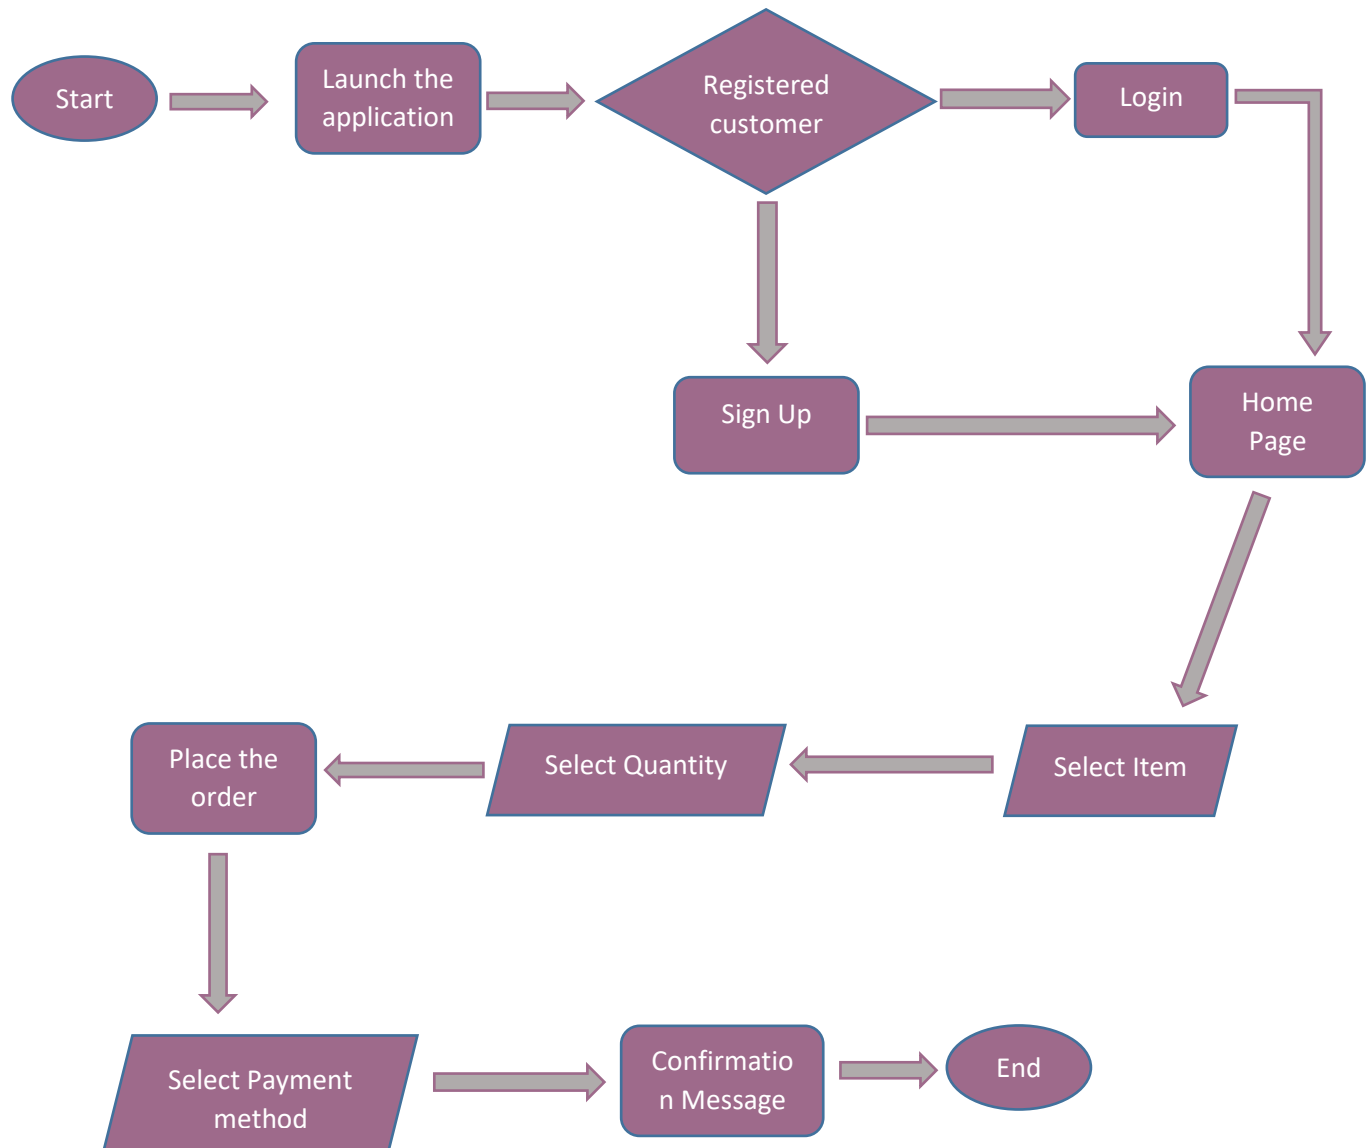 Start
Launch the
application
Registered
customer
Login
Sign Up
Home
Page
Select Item
Select Quantity
Place the
order
Select Payment
method
Confirmatio
n Message
End